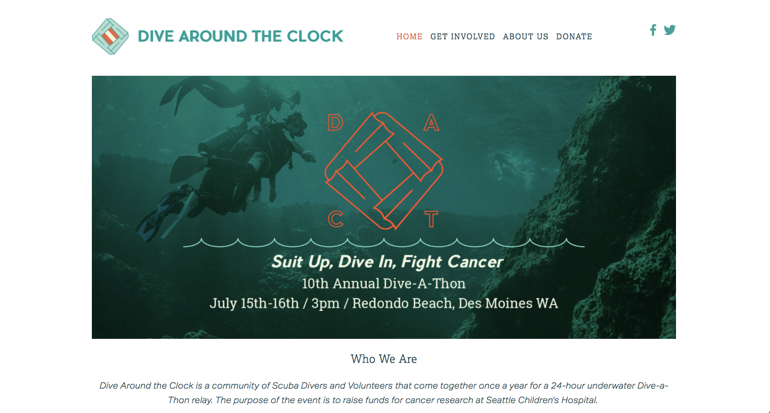 DIVE AROUND THE CLOCK
HOME GET INVOLVED ABOUT US DONATE
D A
C T
Suit Up, Dive In, Fight Cancer
10th Annual Dive-A-Thon
July 15th-16th / 3pm / Redondo Beach, Des Moines WA
Who We Are
Dive Around the Clock is a community of Scuba Divers and Volunteers that come together once a year for a 24-hour underwater Dive-a-
Thon relay. The purpose of the event is to raise funds for cancer research at Seattle Children's Hospital.